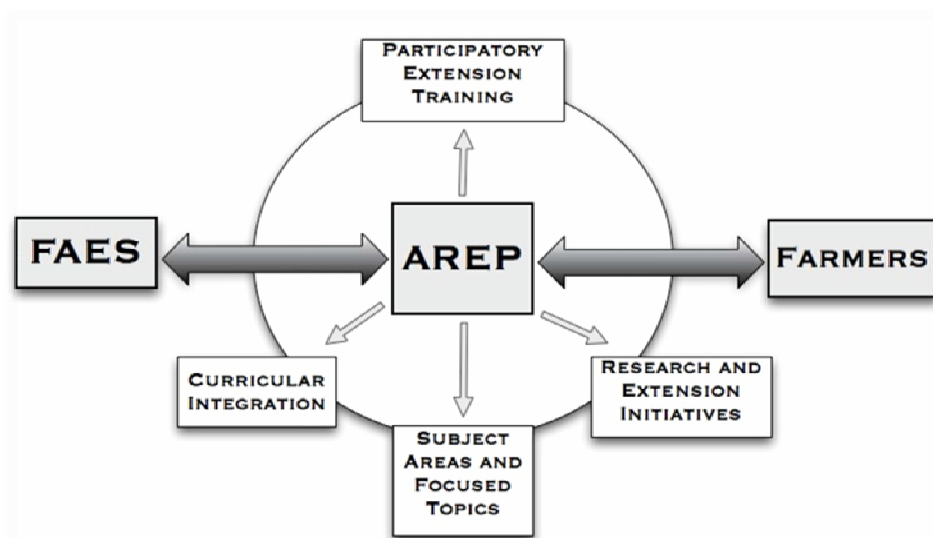 PARTICIPATORY
EXTENSION
TRAINING
FAES
AREP
FARMERS
CURRICULAR
INTEGRATION
RESEARCH AND
EXTENSION
INITIATIVES
SUBJECT
AREAS AND
FOCUSED
TOPICS